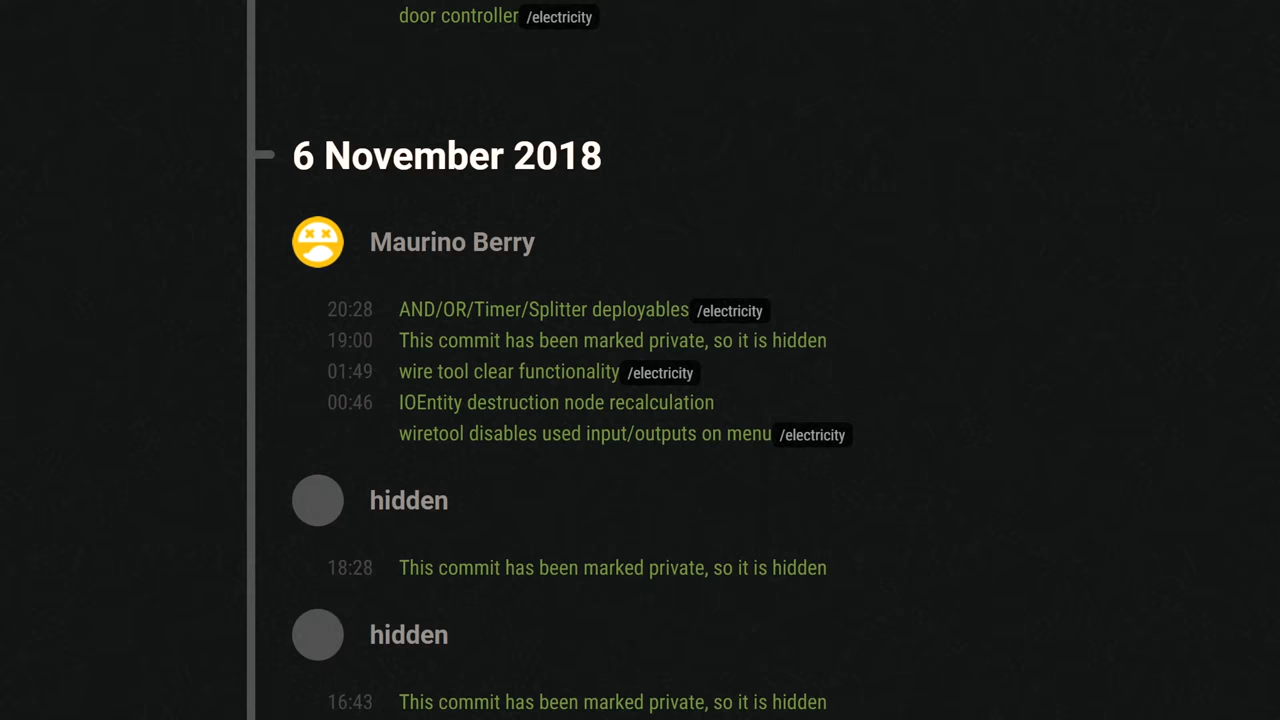 door controller /electricity
6 November 2018
Maurino Berry
20:28 AND/OR/Timer/Splitter deployables /electricity
19:00 This commit has been marked private, so it is hidden
01:49 wire tool clear functionality /electricity
00:46 IOEntity destruction node recalculation
wiretool disables used input/outputs on menu /electricity
hidden
18:28 This commit has been marked private, so it is hidden
hidden
16:43 This commit has been marked private, so it is hidden